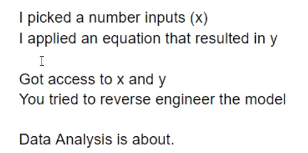 I picked a number inputs (x)
I applied an equation that resulted in y
Got access to x and y
You tried to reverse engineer the model
Data Analysis is about.